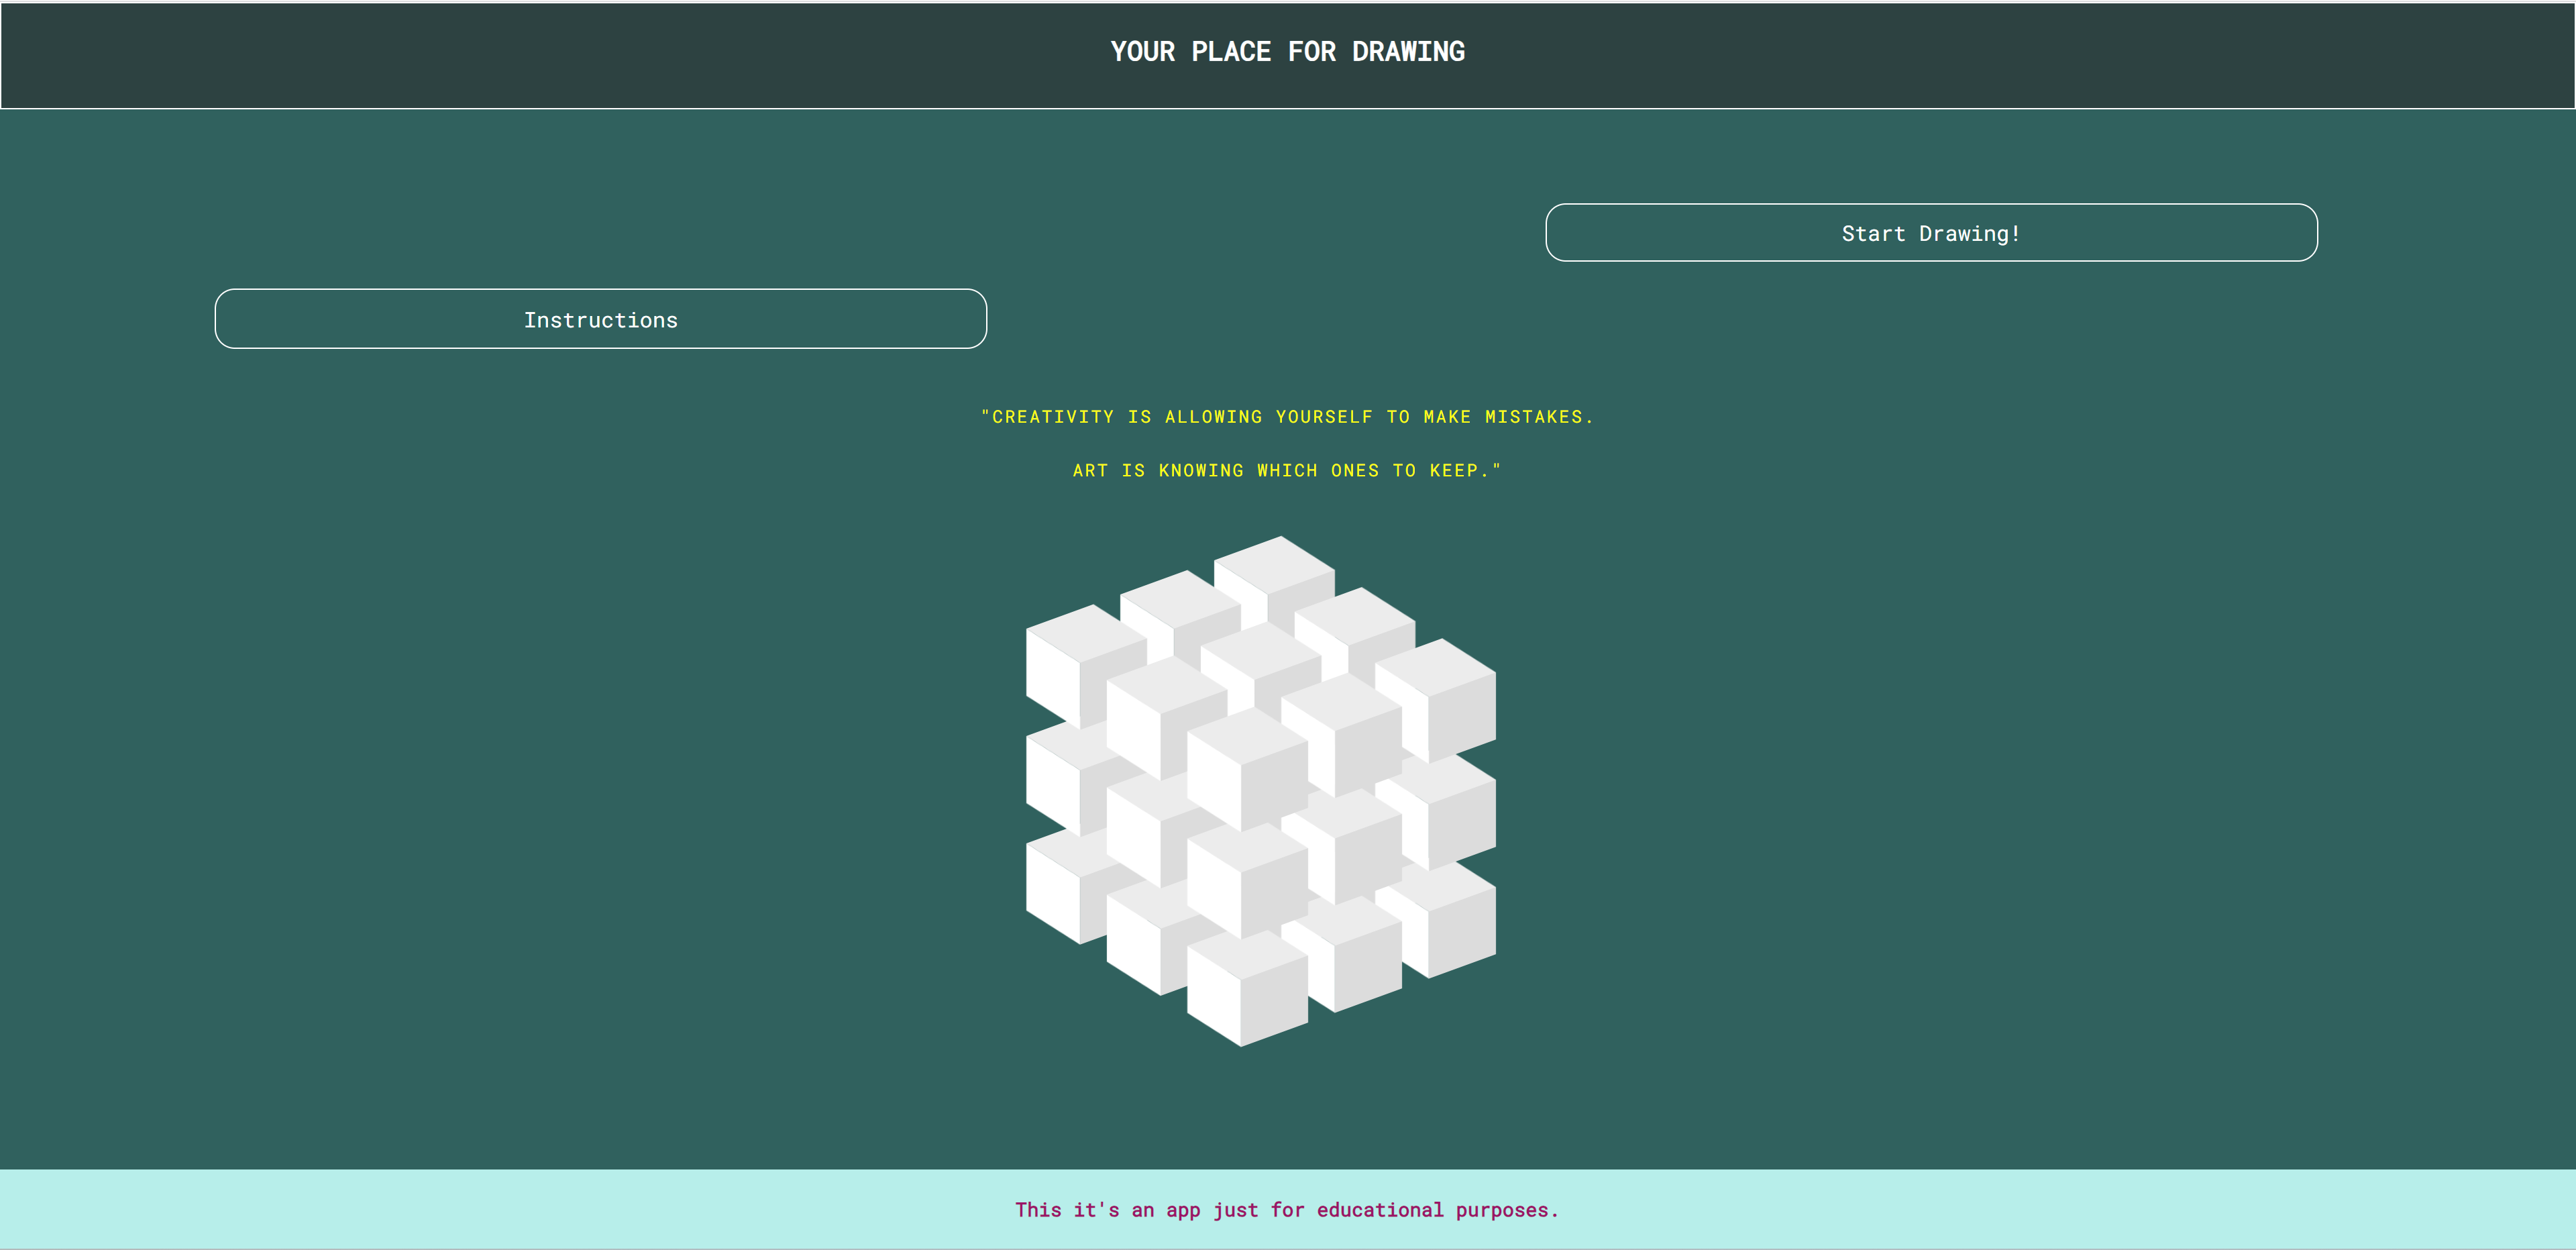 YOUR PLACE FOR DRAWING
Start Drawing!
Instructions
"CREATIVITY IS ALLOWING YOURSELF TO MAKE MISTAKES.
ART IS KNOWING WHICH ONES TO KEEP."
This it's an app just for educational purposes.